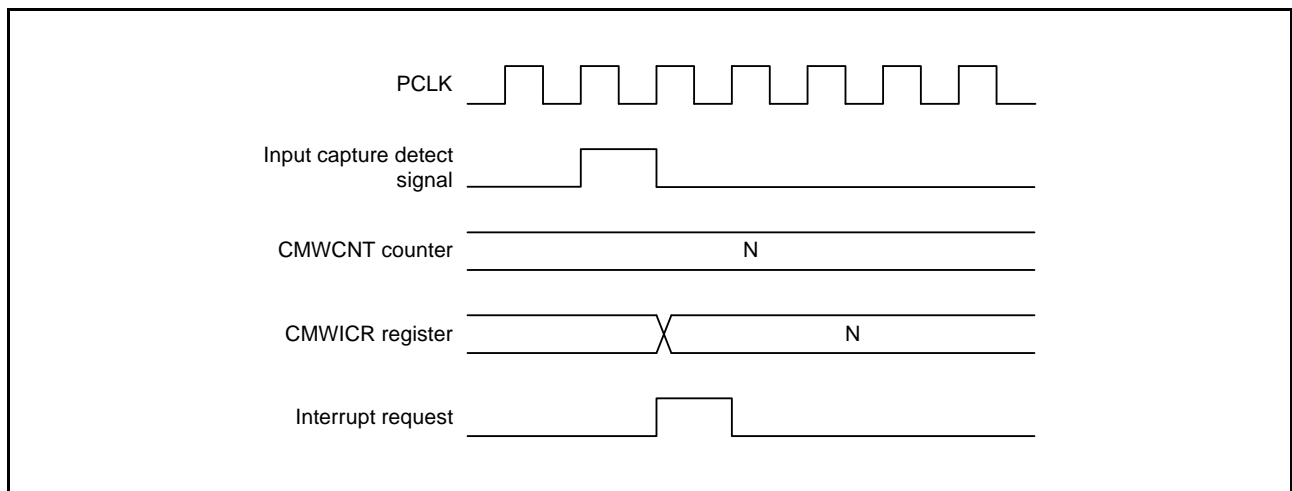 PCLK
Input capture detect
signal
CMWCNT counter
N
CMWICR register
N
Interrupt request